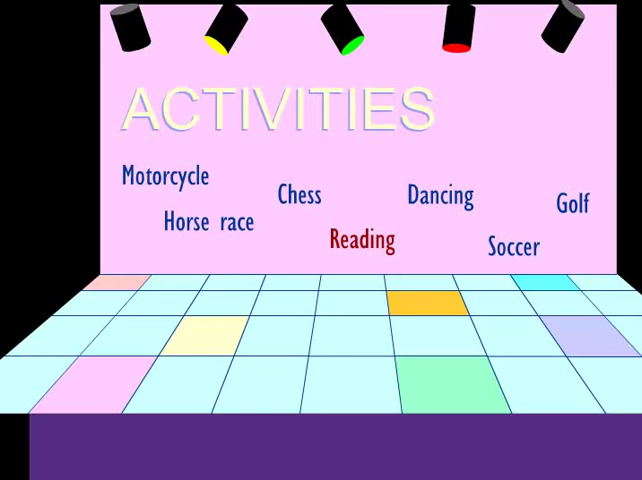 ACTIVITIES
Motorcycle
Chess
Dancing
Golf
Horse race
Reading
Soccer